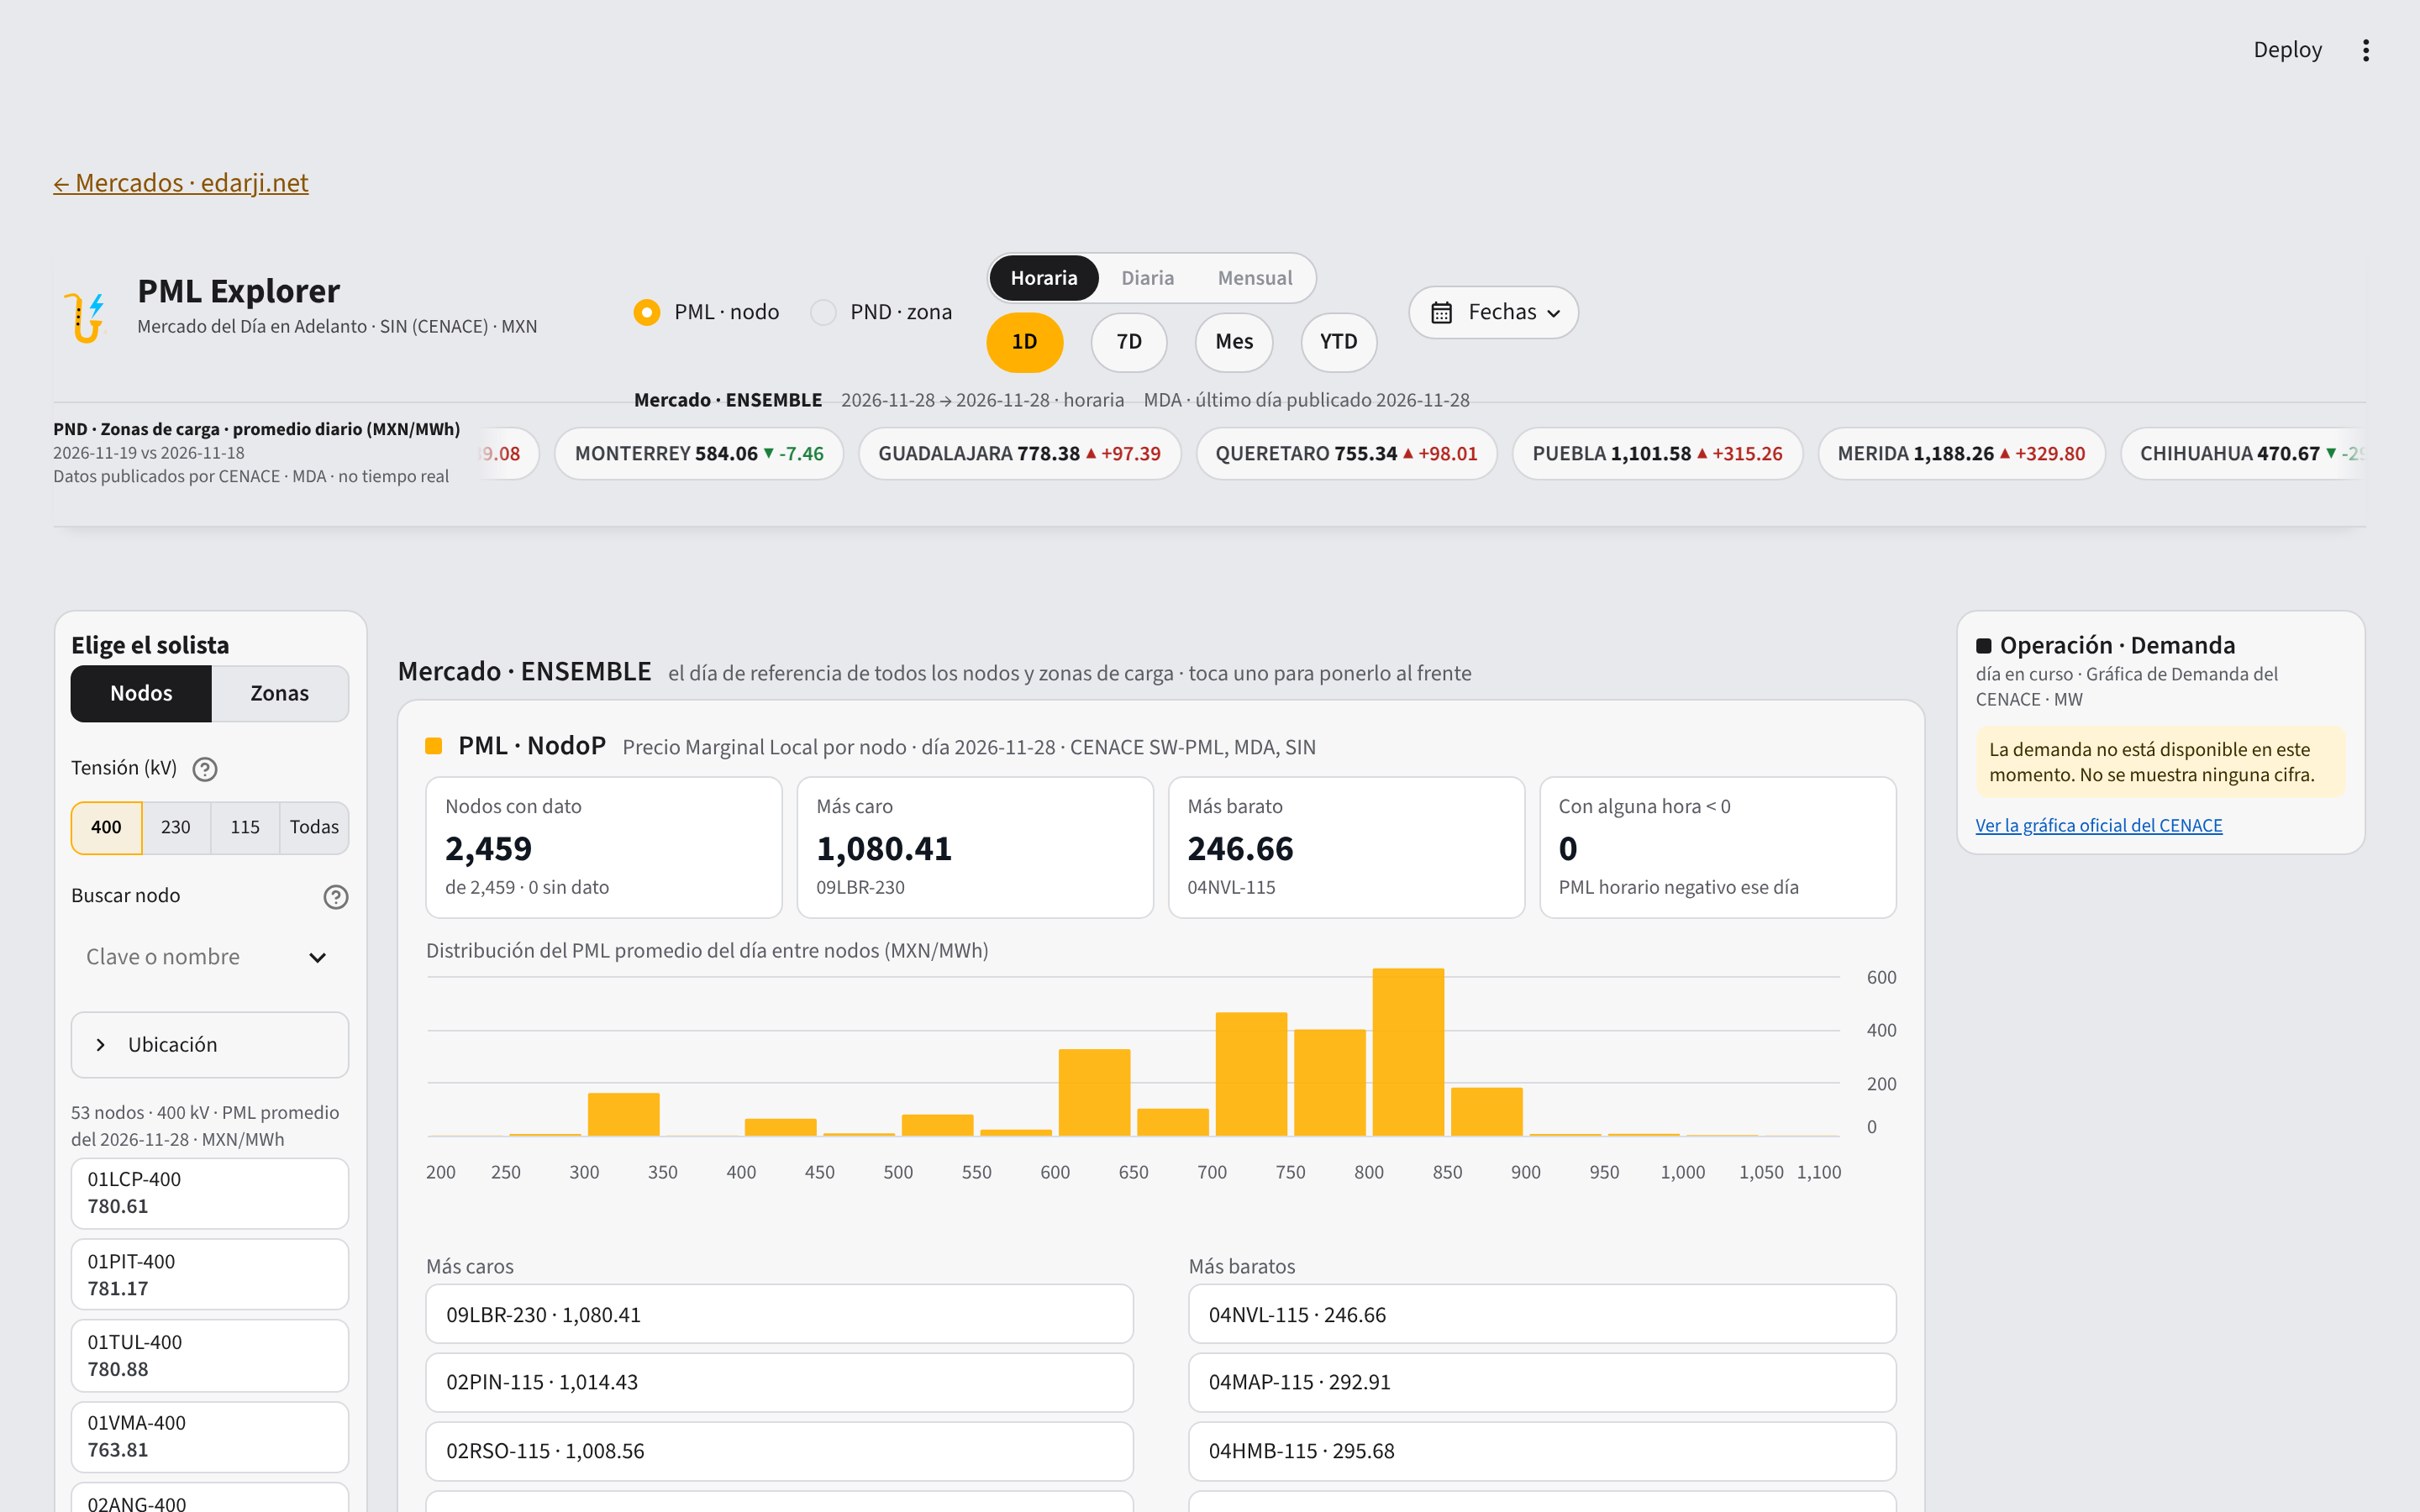 Deploy
← Mercados · edarji.net
PML Explorer
Mercado del Día en Adelanto · SIN (CENACE) · MXN
PML · nodo
PND · zona
Horaria
Diaria
Mensual
1D
7D
Mes
YTD
Fechas
Mercado · ENSEMBLE 2026-11-28 → 2026-11-28 · horaria MDA · último día publicado 2026-11-28
PND · Zonas de carga · promedio diario (MXN/MWh)
2026-11-19 vs 2026-11-18
Datos publicados por CENACE · MDA · no tiempo real
9.08
MONTERREY 584.06 ▼ -7.46
GUADALAJARA 778.38 ▲ +97.39
QUERETARO 755.34 ▲ +98.01
PUEBLA 1,101.58 ▲ +315.26
MERIDA 1,188.26 ▲ +329.80
CHIHUAHUA 470.67 ▼
Elige el solista
Nodos
Zonas
Tensión (kV)
400
230
115
Todas
Buscar nodo
Clave o nombre
Ubicación
53 nodos · 400 kV · PML promedio
del 2026-11-28 · MXN/MWh
01LCP-400
780.61
01PIT-400
781.17
01TUL-400
780.88
01VMA-400
763.81
02ANG-400
Mercado · ENSEMBLE el día de referencia de todos los nodos y zonas de carga · toca uno para ponerlo al frente
PML · NodoP Precio Marginal Local por nodo · día 2026-11-28 · CENACE SW-PML, MDA, SIN
Nodos con dato
2,459
de 2,459 · 0 sin dato
Más caro
1,080.41
09LBR-230
Más barato
246.66
04NVL-115
Con alguna hora < 0
0
PML horario negativo ese día
Distribución del PML promedio del día entre nodos (MXN/MWh)
600
400
200
0
200 250 300 350 400 450 500 550 600 650 700 750 800 850 900 950 1,000 1,050 1,100
Más caros
09LBR-230 · 1,080.41
02PIN-115 · 1,014.43
02RSO-115 · 1,008.56
Más baratos
04NVL-115 · 246.66
04MAP-115 · 292.91
04HMB-115 · 295.68
Operación · Demanda
día en curso · Gráfica de Demanda del
CENACE · MW
La demanda no está disponible en este
momento. No se muestra ninguna cifra.
Ver la gráfica oficial del CENACE